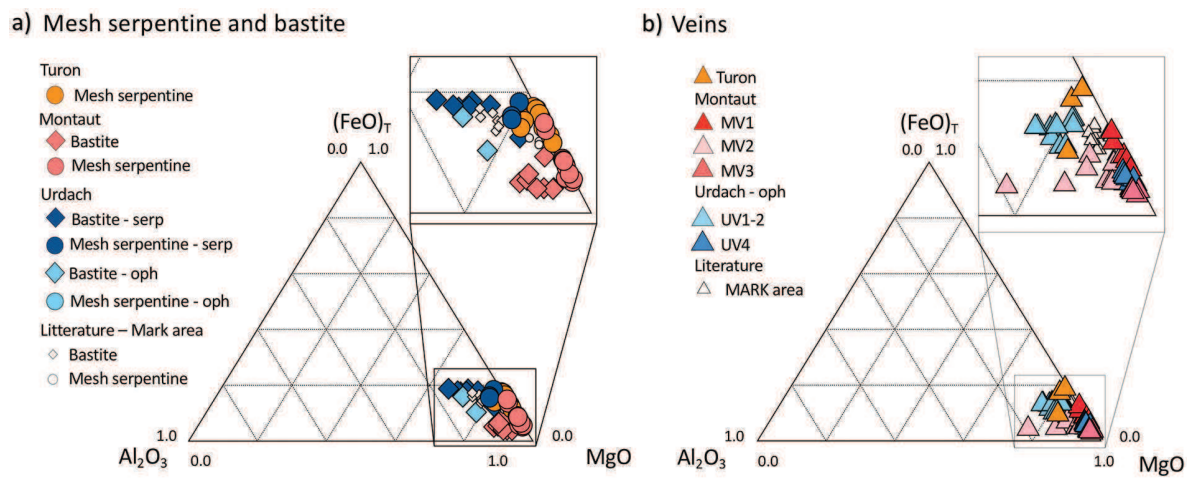 a) Mesh serpentine and bastite
Turon
Mesh serpentine
Montaut
Bastite
Mesh serpentine
Urdach
Bastite - serp
Mesh serpentine - serp
Bastite - oph
Mesh serpentine - oph
Litterature – Mark area
Bastite
Mesh serpentine
(FeO)T
0.0 1.0
1.0
0.0
Al2O3
0.0
1.0
MgO
b) Veins
Turon
Montaut
MV1
MV2
MV3
Urdach - oph
UV1-2
UV4
Literature
MARK area
(FeO)T
0.0 1.0
1.0
0.0
Al2O3
0.0
1.0
MgO